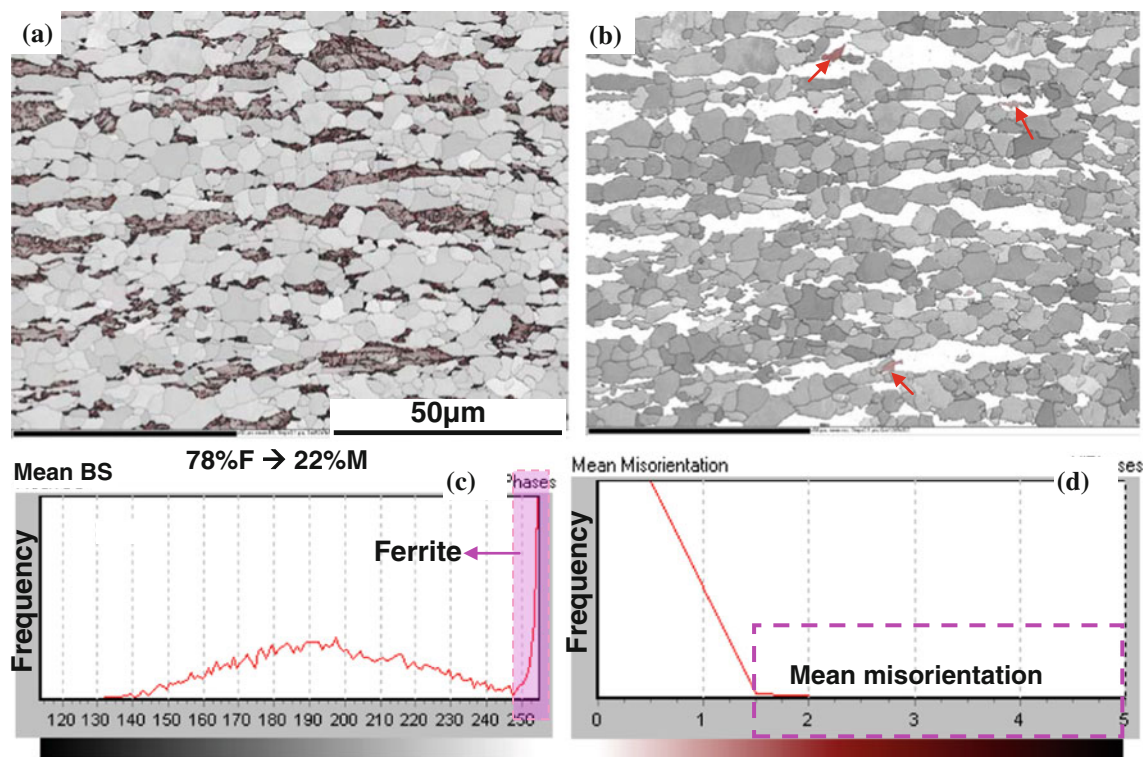 (a)
(b)
50µm
78%F → 22%M
Mean BS
(c)
Phases
Ferrite
Frequency
120 130 140 150 160 170 180 190 200 210 220 230 240 250
Mean Misorientation
(d)
ses
Frequency
Mean misorientation
0 1 2 3 4 5